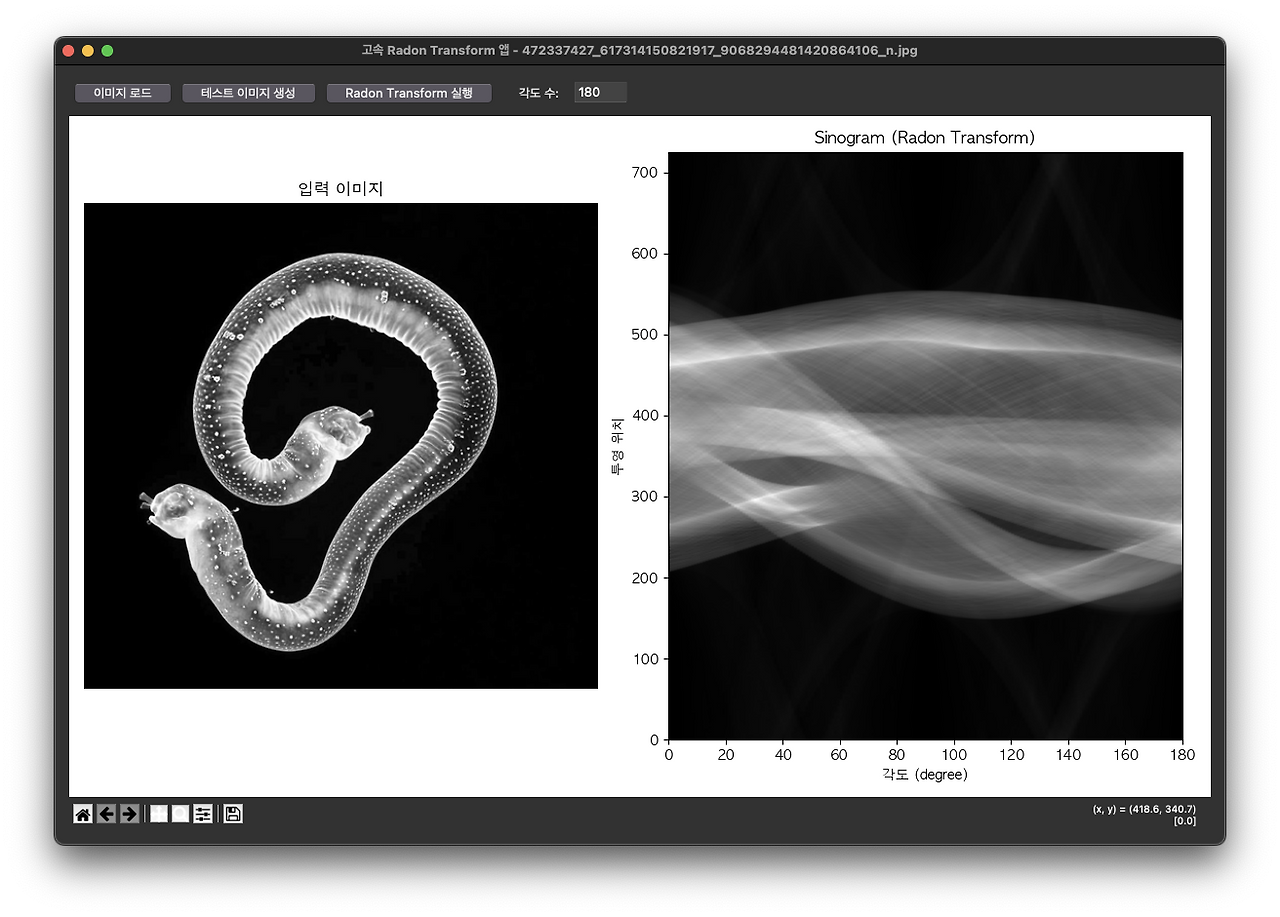 고속 Radon Transform 앱 - 472337427_617314150821917_9068294481420864106_n.jpg
이미지 로드
테스트 이미지 생성
Radon Transform 실행
각도 수:
180
입력 이미지
Sinogram (Radon Transform)
투영 위치
700
600
500
400
300
200
100
0
0 20 40 60 80 100 120 140 160 180
각도 (degree)
(x, y) = (418.6, 340.7)
[0.0]